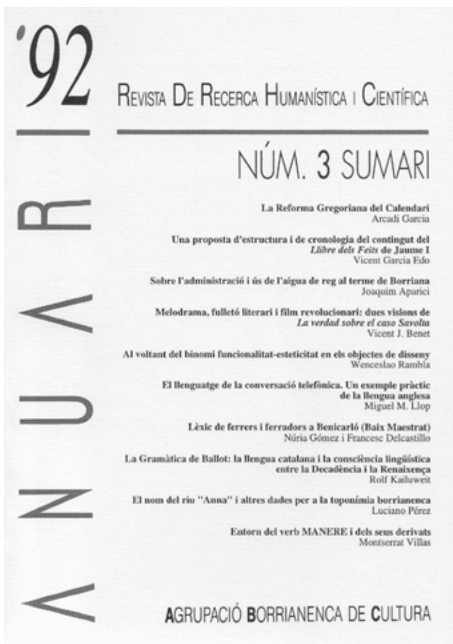 '92
ANUARI
REVISTA DE RECERCA HUMANÍSTICA I CIENTÍFICA
NÚM. 3 SUMARI
La Reforma Gregoriana del Calendari
Arcadi Garcia
Una proposta d'estructura i de cronologia del contingut del
Llibre dels Feits de Jaume I
Vicent Garcia Edo
Sobre l'administració i ús de l'aigua de reg al terme de Borriana
Joaquim Aparici
Melodrama, fulletó literari i film revolucionari: dues visions de
La verdad sobre el caso Savolta
Vicent J. Benet
Al voltant del binomi funcionalitat-esteticitat en els objectes de disseny
Wenceslao Rambla
El llenguatge de la conversació telefònica. Un exemple pràctic
de la llengua anglesa
Miguel M. Llop
Lèxic de ferrers i ferradors a Benicarló (Baix Maestrat)
Núria Gómez i Francesc Delcastillo
La Gramàtica de Ballot: la llengua catalana i la consciència lingüística
entre la Decadència i la Renaixença
Rolf Kailuweit
El nom del riu "Anna" i altres dades per a la toponímia borrianenca
Luciano Pérez
Entorn del verb MANERE i dels seus derivats
Montserrat Villas
AGRUPACIÓ BORRIANENCA DE CULTURA